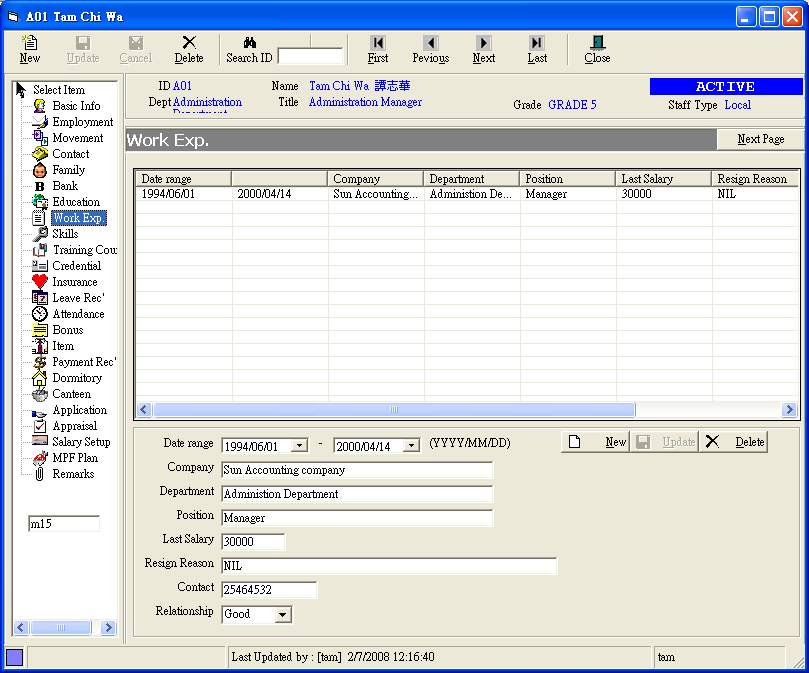 A01 Tam Chi Wa
New Update Cancel Delete Search ID First Pevious Next Last Close
Select Item
Basic Info
Employment
Movement
Contact
Family
Bank
Education
Work Exp.
Skills
Training Cou
Credential
Insurance
Leave Rec'
Attendance
Bonus
Item
Payment Rec'
Dormitory
Canteen
Application
Appraisal
Salary Setup
MPF Plan
Remarks
m15
ID A01 Name Tam Chi Wa 譚志華 ACTIVE
Dept Administration Title Administration Manager Grade GRADE 5 Staff Type Local
Department
Work Exp. Next Page
Date range Company Department Position Last Salary Resign Reason
1994/06/01 2000/04/14 Sun Accounting... Administion De... Manager 30000 NIL
Date range 1994/06/01 - 2000/04/14 (YYYY/MM/DD) New Update Delete
Company Sun Accounting company
Department Administion Department
Position Manager
Last Salary 30000
Resign Reason NIL
Contact 25464532
Relationship Good
Last Updated by : [tam] 2/7/2008 12:16:40 tam